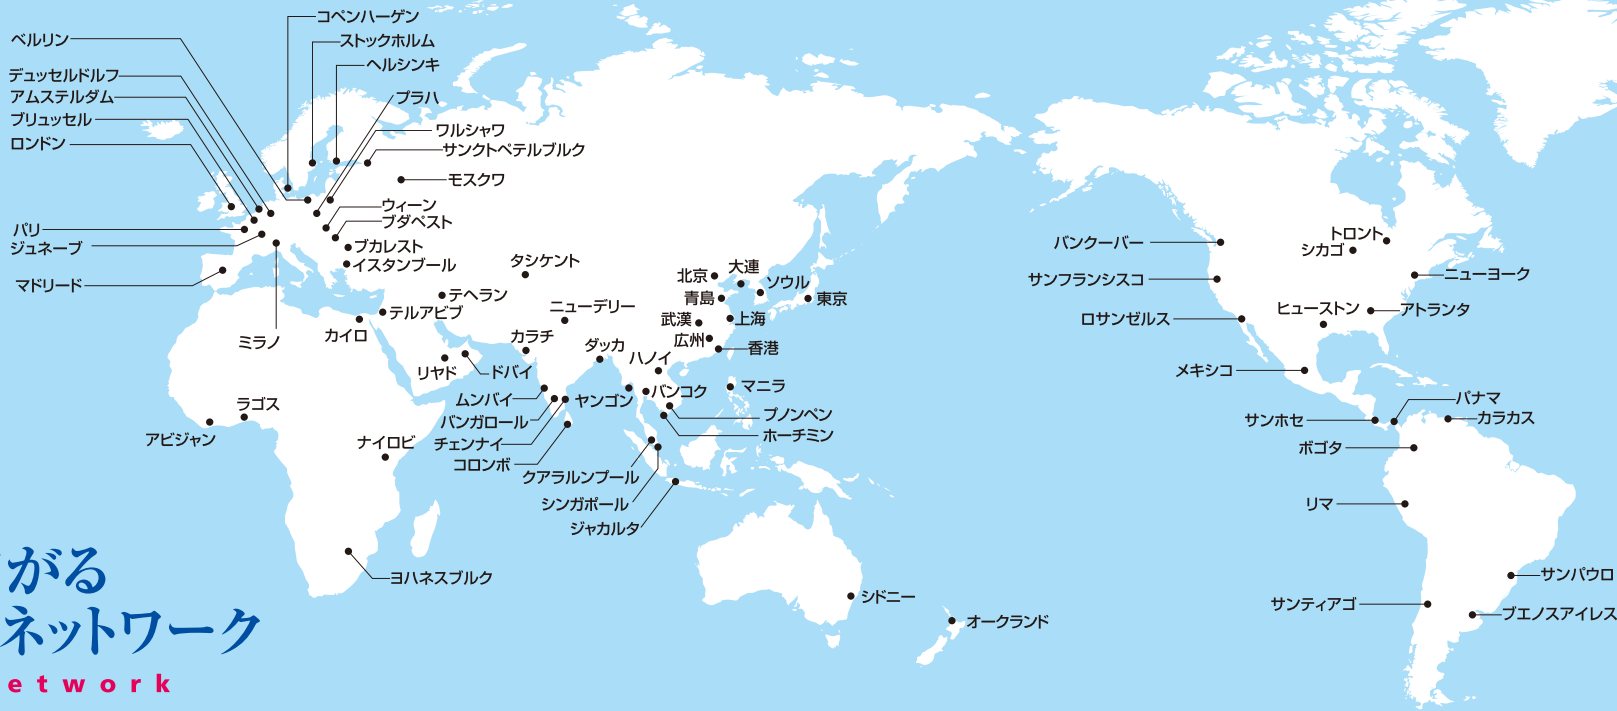 コペンハーゲン
ベルリン
ストックホルム
ヘルシンキ
デュッセルドルフ
アムステルダム
プラハ
ブリュッセル
ワルシャワ
ロンドン
サンクトペテルブルク
モスクワ
ウィーン
ブダペスト
パリ
ジュネーブ
ブカレスト
イスタンブール
マドリード
ミラノ
タシケント
テヘラン
テルアビブ
カイロ
ニューデリー
カラチ
ダッカ
リヤド
ドバイ
ムンバイ
バンガロール
チェンナイ
コロンボ
ヤンゴン
北京
大連
ソウル
青島
東京
武漢
上海
広州
香港
ハノイ
バンコク
マニラ
プノンペン
ホーチミン
クアラルンプール
シンガポール
ジャカルタ
ラゴス
アビジャン
ナイロビ
ヨハネスブルク
シドニー
オークランド
バンクーバー
トロント
シカゴ
サンフランシスコ
ニューヨーク
ロサンゼルス
ヒューストン
アトランタ
メキシコ
パナマ
サンホセ
カラカス
ボゴタ
リマ
サンパウロ
サンティアゴ
ブエノスアイレス
がる
ネットワーク
etwork